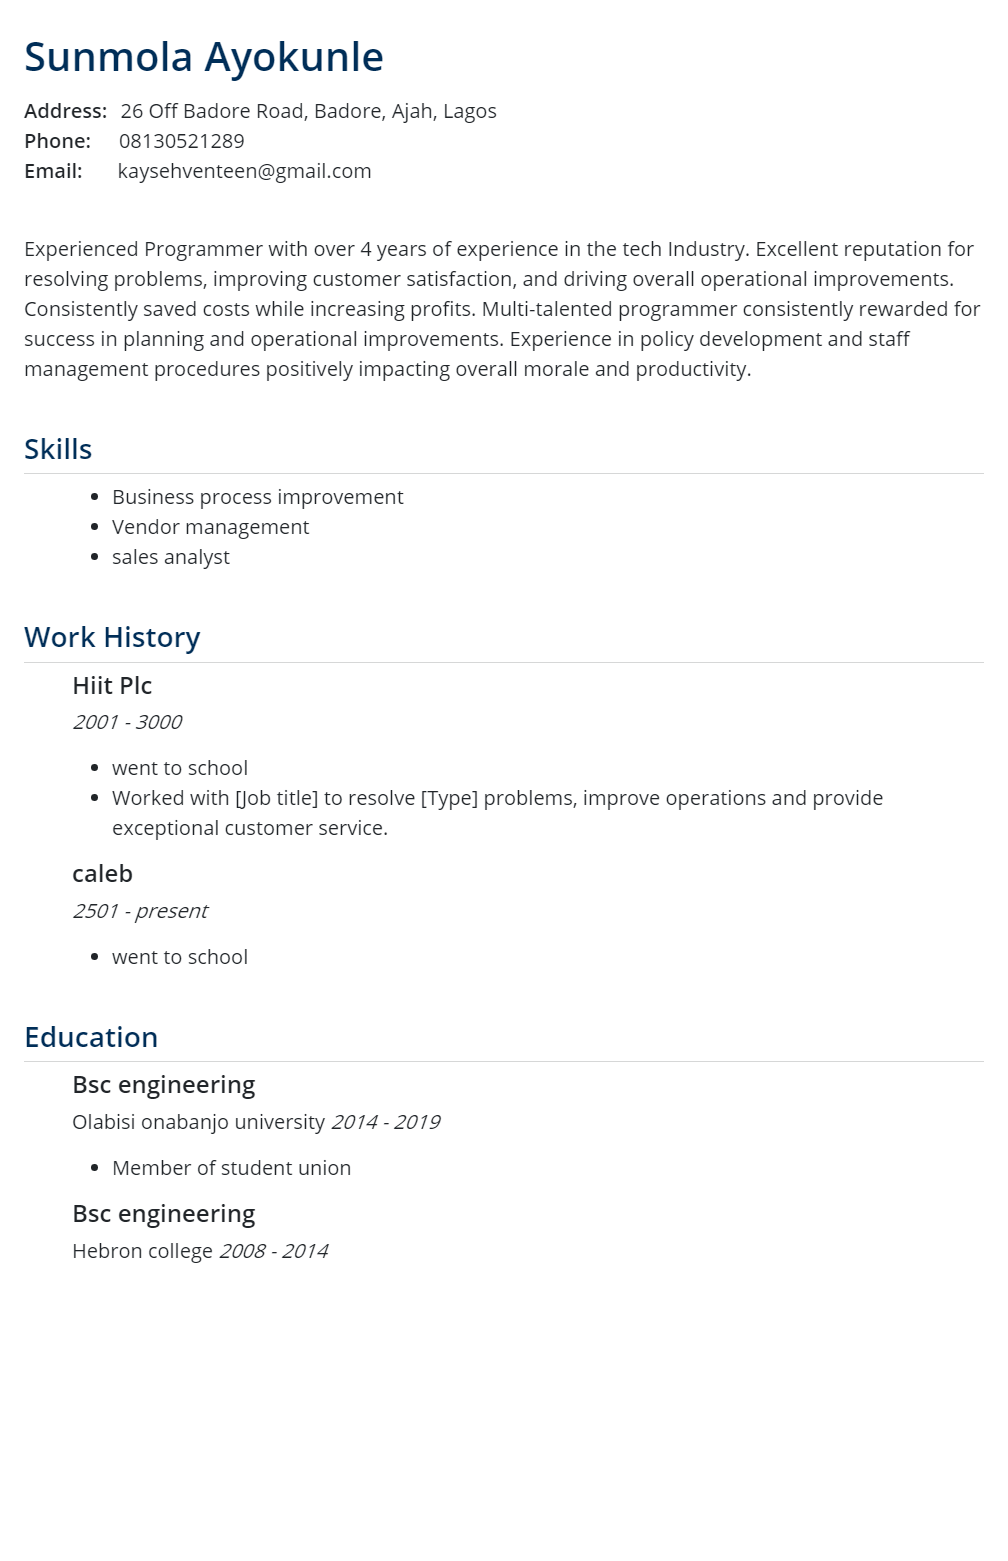 Sunmola Ayokunle
Address: 26 Off Badore Road, Badore, Ajah, Lagos
Phone: 08130521289
Email: kaysehventeen@gmail.com
Experienced Programmer with over 4 years of experience in the tech Industry. Excellent reputation for
resolving problems, improving customer satisfaction, and driving overall operational improvements.
Consistently saved costs while increasing profits. Multi-talented programmer consistently rewarded for
success in planning and operational improvements. Experience in policy development and staff
management procedures positively impacting overall morale and productivity.
Skills
• Business process improvement
• Vendor management
• sales analyst
Work History
Hiit Plc
2001 - 3000
• went to school
• Worked with [Job title] to resolve [Type] problems, improve operations and provide
exceptional customer service.
caleb
2501 - present
• went to school
Education
Bsc engineering
Olabisi onabanjo university 2014 - 2019
• Member of student union
Bsc engineering
Hebron college 2008 - 2014